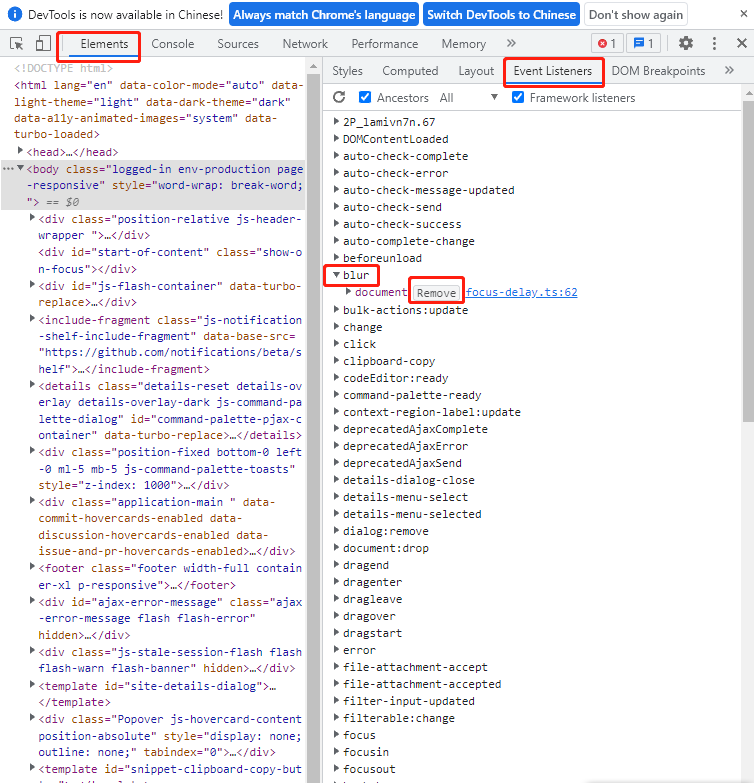 DevTools is now available in Chinese! Always match Chrome's language Switch DevTools to Chinese Don't show again
Elements Console Sources Network Performance Memory 1 1
<!DOCTYPE html>
<html lang="en" data-color-mode="auto" data-
light-theme="light" data-dark-theme="dark"
data-a11y-animated-images="system" data-
turbo-loaded>
<head>…</head>
<body class="logged-in env-production page
-responsive" style="word-wrap: break-word;
"> == $0
<div class="position-relative js-header-
wrapper ">…</div>
<div id="start-of-content" class="show-o
n-focus"></div>
<div id="js-flash-container" data-turbo-
replace>…</div>
<include-fragment class="js-notification
-shelf-include-fragment" data-base-src=
"https://github.com/notifications/beta/s
helf">…</include-fragment>
<details class="details-reset details-ov
erlay details-overlay-dark js-command-pa
lette-dialog" id="command-palette-pjax-c
ontainer" data-turbo-replace>…</details>
<div class="position-fixed bottom-0 left
-0 ml-5 mb-5 js-command-palette-toasts"
style="z-index: 1000">…</div>
<div class="application-main " data-
commit-hovercards-enabled data-
discussion-hovercards-enabled data-
issue-and-pr-hovercards-enabled>…</div>
<footer class="footer width-full contain
er-xl p-responsive">…</footer>
<div id="ajax-error-message" class="ajax
-error-message flash flash-error"
hidden>…</div>
<div class="js-stale-session-flash flash
flash-warn flash-banner" hidden>…</div>
<template id="site-details-dialog">…
</template>
<div class="Popover js-hovercard-content
position-absolute" style="display: none;
outline: none;" tabindex="0">…</div>
<template id="snippet-clipboard-copy-but
Styles Computed Layout Event Listeners DOM Breakpoints
Ancestors All Framework listeners
2P_lamivn7n.67
DOMContentLoaded
auto-check-complete
auto-check-error
auto-check-message-updated
auto-check-send
auto-check-success
auto-complete-change
beforeunload
blur
document Remove focus-delay.ts:62
bulk-actions:update
change
click
clipboard-copy
codeEditor:ready
command-palette-ready
context-region-label:update
deprecatedAjaxComplete
deprecatedAjaxError
deprecatedAjaxSend
details-dialog-close
details-menu-select
details-menu-selected
dialog:remove
document:drop
dragend
dragenter
dragleave
dragover
dragstart
error
file-attachment-accept
file-attachment-accepted
filter-input-updated
filterable:change
focus
focusin
focusout